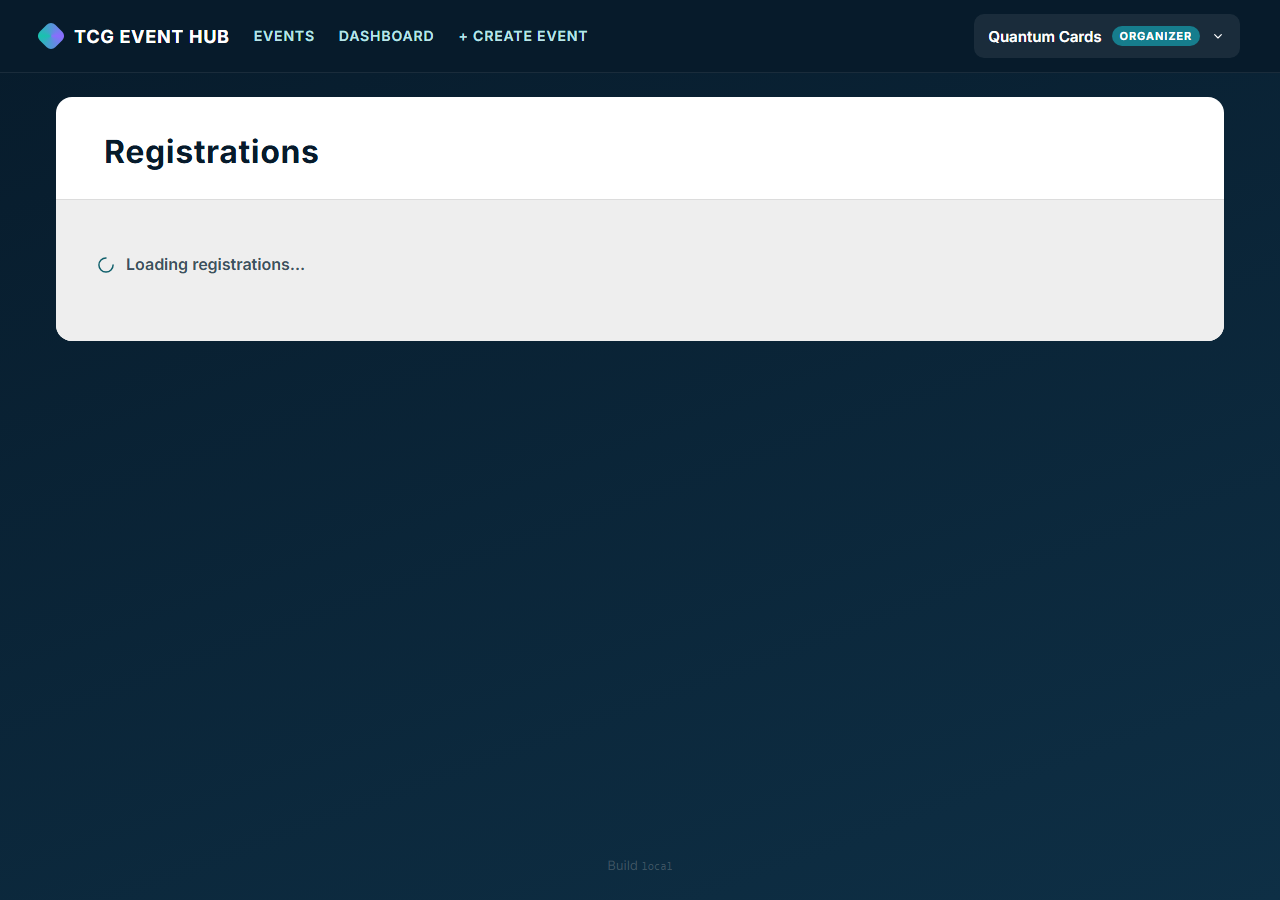 TCG EVENT HUB
EVENTS
DASHBOARD
+ CREATE EVENT
Quantum Cards
ORGANIZER
Registrations
Loading registrations...
Build local